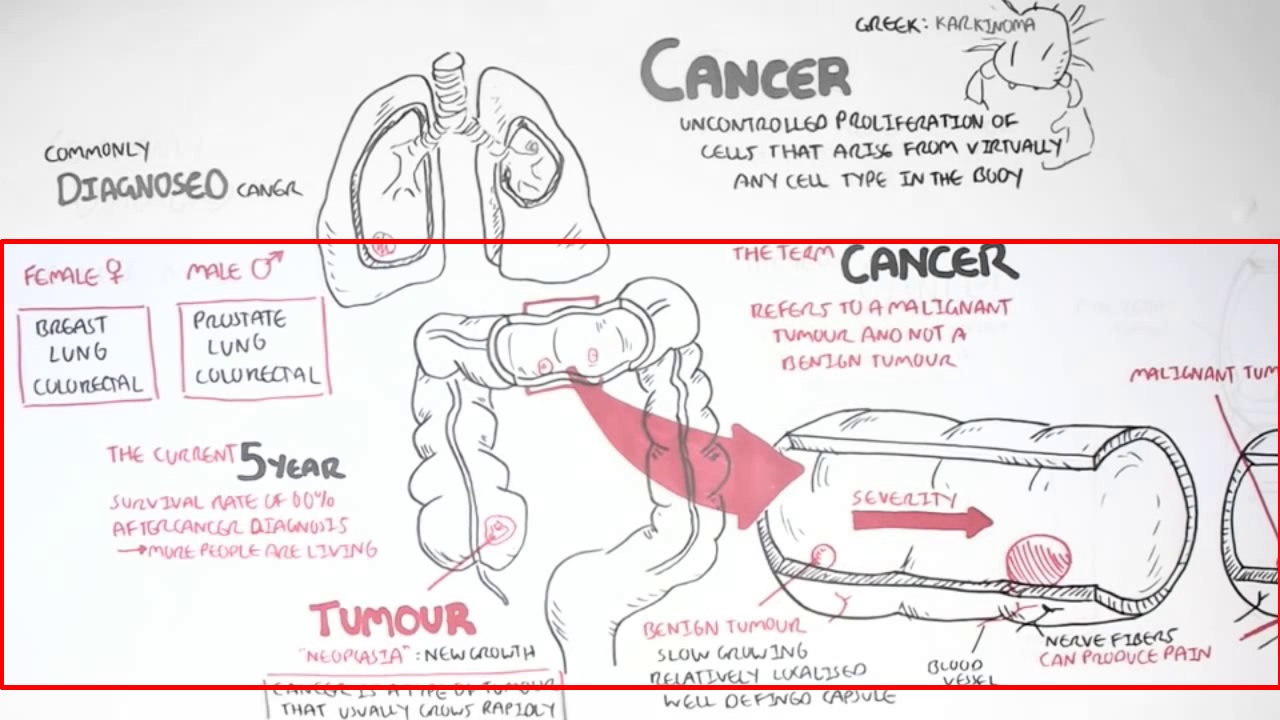 GREEK: KARKINOMA
CANCER
UNCONTROLLED PROLIFERATION OF
CELLS THAT ARISE FROM VIRTUALLY
ANY CELL TYPE IN THE BODY
COMMONLY
DIAGNOSED CANER
FEMALE ♀
MALE ♂
BREAST
LUNG
COLORECTAL
PROSTATE
LUNG
COLORECTAL
THE TERM CANCER
REFERS TO A MALIGNANT
TUMOUR AND NOT A
BENIGN TUMOUR
MALIGNANT TUM
THE CURRENT 5 YEAR
SURVIVAL RATE OF 60%
AFTER CANCER DIAGNOSIS
→ MORE PEOPLE ARE LIVING
SEVERITY
TUMOUR
"NEOPLASIA": NEW GROWTH
CANCER IS A TYPE OF TUMOUR
THAT USUALLY GROWS RAPIDLY
BENIGN TUMOUR
SLOW GROWING
RELATIVELY LOCALISED
WELL DEFINED CAPSULE
BLOOD
VESSEL
NERVE FIBERS
CAN PRODUCE PAIN